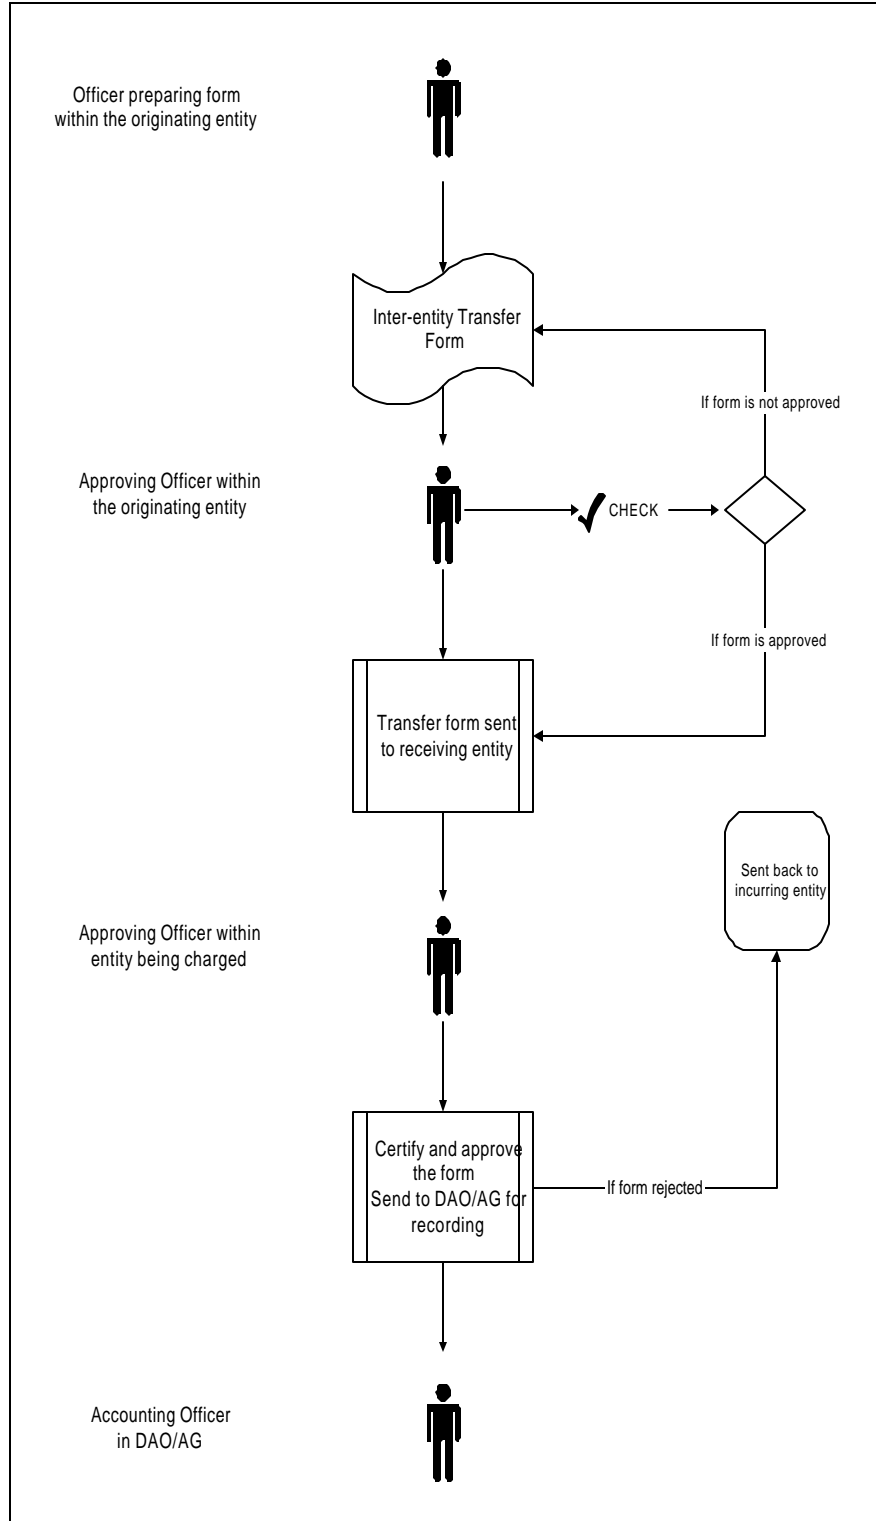 Officer preparing form
within the originating entity
Inter-entity Transfer
Form
If form is not approved
Approving Officer within
the originating entity
CHECK
If form is approved
Transfer form sent
to receiving entity
Sent back to
incurring entity
Approving Officer within
entity being charged
Certify and approve
the form
Send to DAO/AG for
recording
If form rejected
Accounting Officer
in DAO/AG